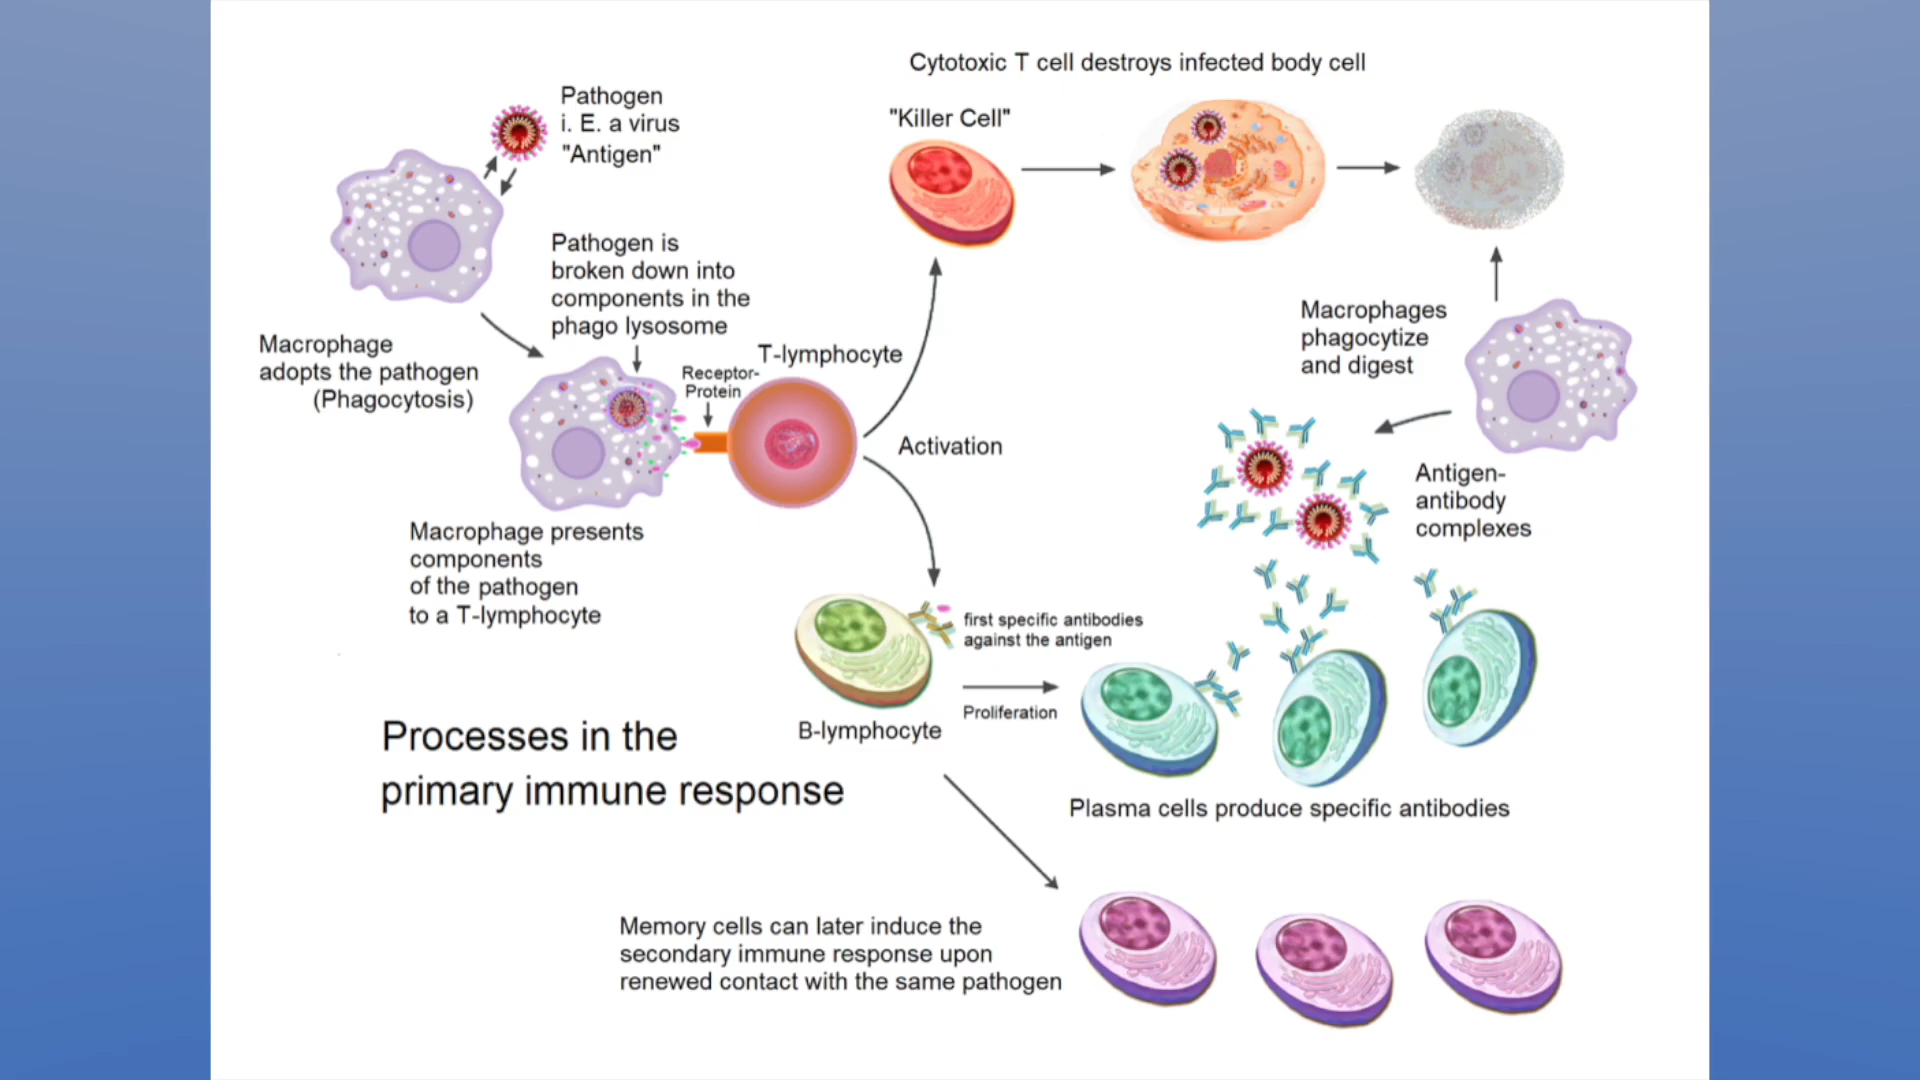 Cytotoxic T cell destroys infected body cell
"Killer Cell"
Pathogen
i. E. a virus
"Antigen"
Pathogen is
broken down into
components in the
phago lysosome
Macrophage
adopts the pathogen
(Phagocytosis)
T-lymphocyte
Receptor-
Protein
Activation
Macrophages
phagocytize
and digest
Antigen-
antibody
complexes
Macrophage presents
components
of the pathogen
to a T-lymphocyte
first specific antibodies
against the antigen
Proliferation
B-lymphocyte
Processes in the
primary immune response
Plasma cells produce specific antibodies
Memory cells can later induce the
secondary immune response upon
renewed contact with the same pathogen